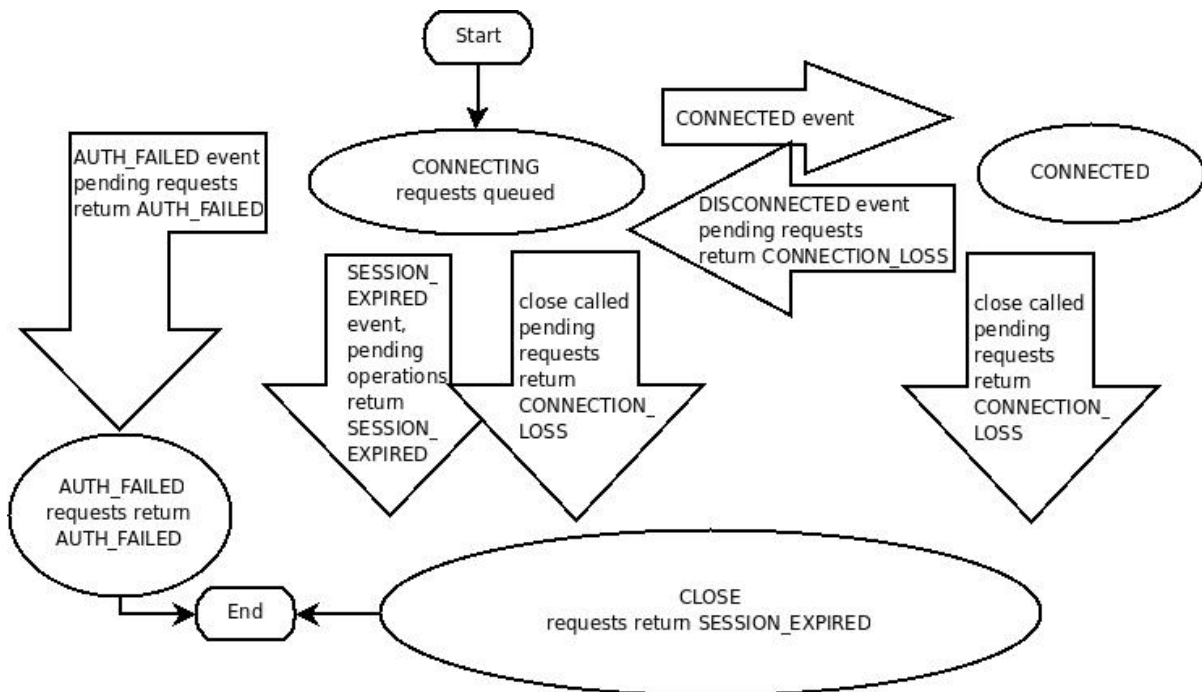 Start
CONNECTED event
AUTH_FAILED event
pending requests
return AUTH_FAILED
CONNECTING
requests queued
CONNECTED
DISCONNECTED event
pending requests
return CONNECTION_LOSS
SESSION_
EXPIRED
event,
pending
operations
return
SESSION_
EXPIRED
close called
pending
requests
return
CONNECTION_
LOSS
close called
pending
requests
return
CONNECTION_
LOSS
AUTH_FAILED
requests return
AUTH_FAILED
End
CLOSE
requests return SESSION_EXPIRED